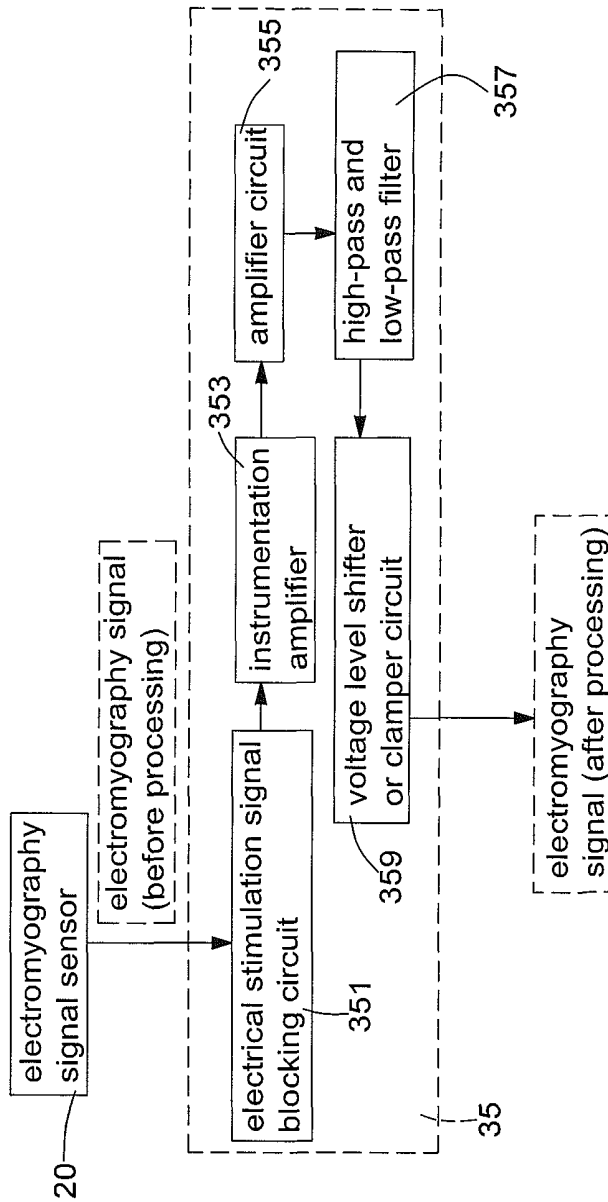 20
electromyography
signal sensor
electromyography signal
(before processing)
electrical stimulation signal
blocking circuit
351
353
instrumentation
amplifier
355
amplifier circuit
high-pass and
low-pass filter
357
voltage level shifter
or clamper circuit
359
35
electromyography
signal (after processing)